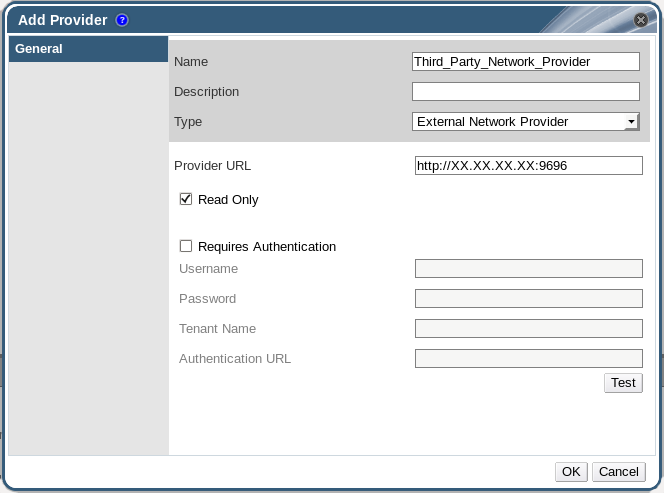 Add Provider ?
General
Name Third_Party_Network_Provider
Description
Type External Network Provider
Provider URL http://XX.XX.XX.XX:9696
Read Only
Requires Authentication
Username
Password
Tenant Name
Authentication URL
Test
OK Cancel